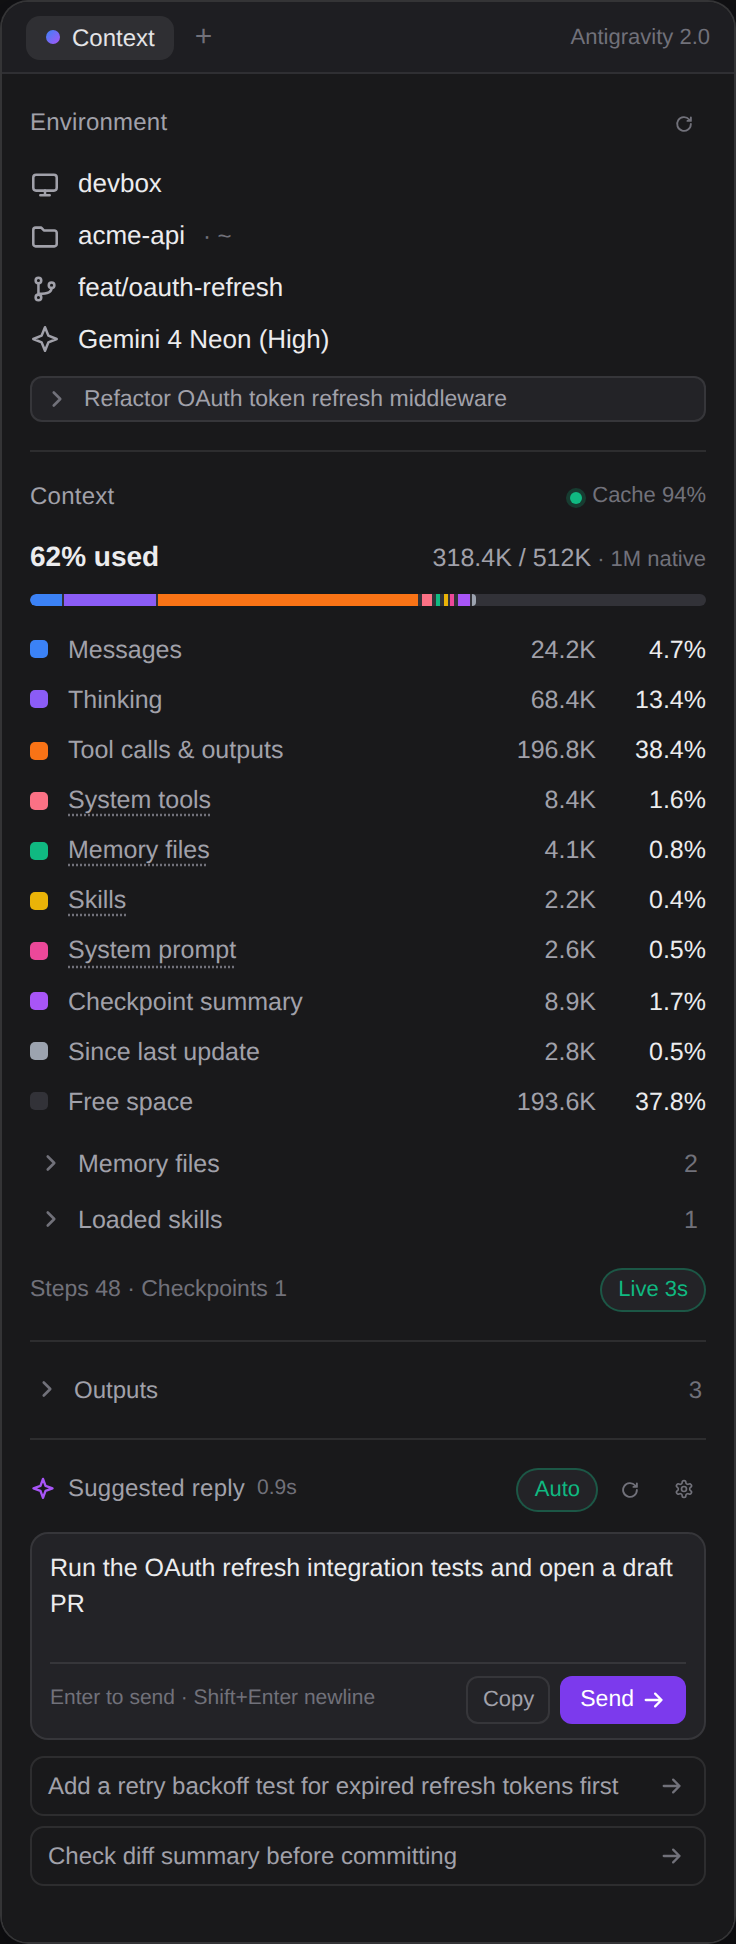 Context +
Antigravity 2.0
Environment
devbox
acme-api · ~
feat/oauth-refresh
Gemini 4 Neon (High)
Refactor OAuth token refresh middleware
Context
Cache 94%
62% used
318.4K / 512K · 1M native
Messages 24.2K 4.7%
Thinking 68.4K 13.4%
Tool calls & outputs 196.8K 38.4%
System tools 8.4K 1.6%
Memory files 4.1K 0.8%
Skills 2.2K 0.4%
System prompt 2.6K 0.5%
Checkpoint summary 8.9K 1.7%
Since last update 2.8K 0.5%
Free space 193.6K 37.8%
Memory files 2
Loaded skills 1
Steps 48 · Checkpoints 1
Live 3s
Outputs 3
Suggested reply 0.9s
Auto
Run the OAuth refresh integration tests and open a draft
PR
Enter to send · Shift+Enter newline
Copy
Send →
Add a retry backoff test for expired refresh tokens first →
Check diff summary before committing →